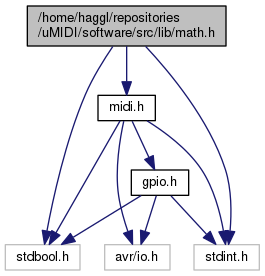 /home/haggl/repositories
/uMIDI/software/src/lib/math.h
midi.h
gpio.h
stdbool.h
avr/io.h
stdint.h